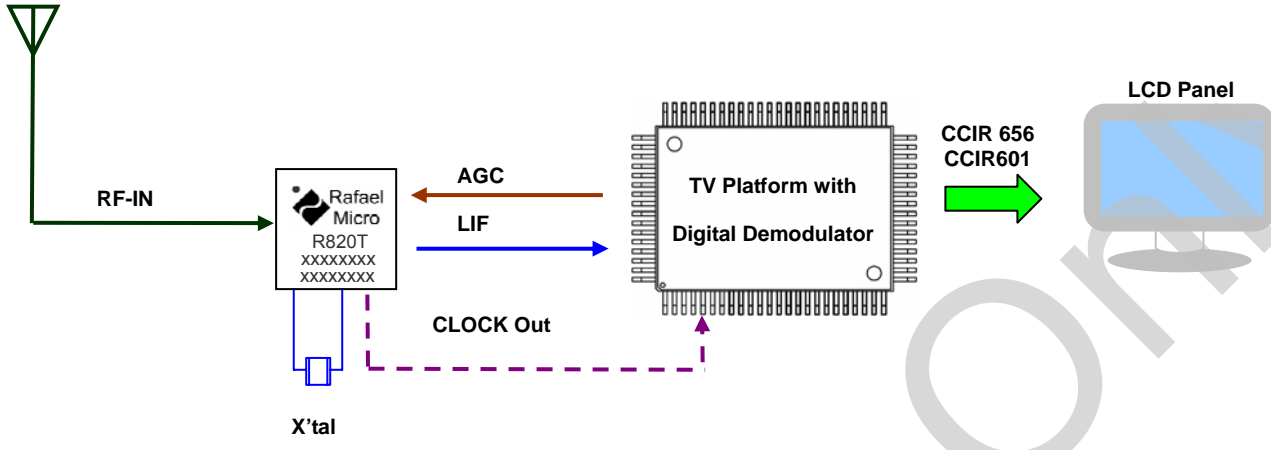 LCD Panel
CCIR 656
CCIR601
TV Platform with
Digital Demodulator
AGC
LIF
RF-IN
Rafael
Micro
R820T
XXXXXXXX
XXXXXXXX
CLOCK Out
X’tal